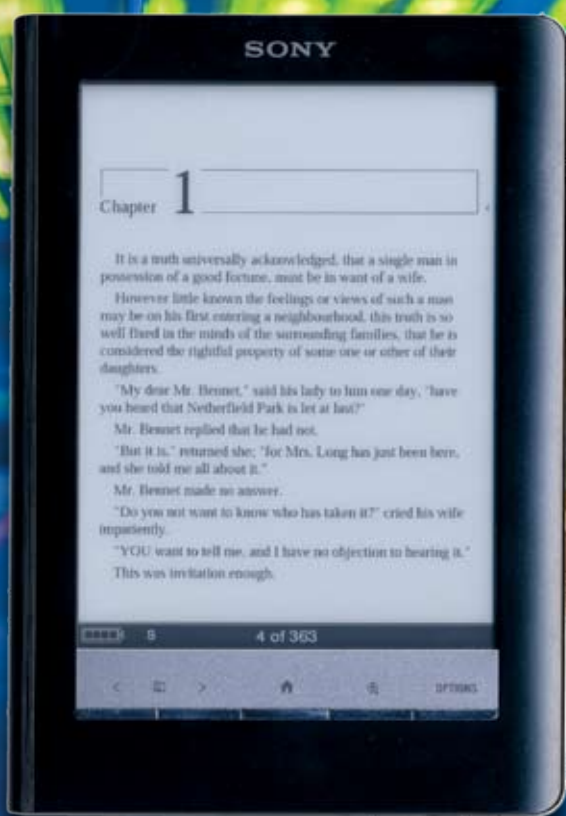 SONY
Chapter 1
It is a truth universally acknowledged, that a single man in
possession of a good fortune, must be in want of a wife.
However little known the feelings or views of such a man
may be on his first entering a neighbourhood, this truth is so
well fixed in the minds of the surrounding families, that he is
considered the rightful property of some one or other of their
daughters.
"My dear Mr. Bennet," said his lady to him one day, "have
you heard that Netherfield Park is let at last?"
Mr. Bennet replied that he had not.
"But it is," returned she; "for Mrs. Long has just been here,
and she told me all about it."
Mr. Bennet made no answer.
"Do you not want to know who has taken it?" cried his wife
impatiently.
"YOU want to tell me, and I have no objection to hearing it."
This was invitation enough.
S 4 of 363
OPTIONS